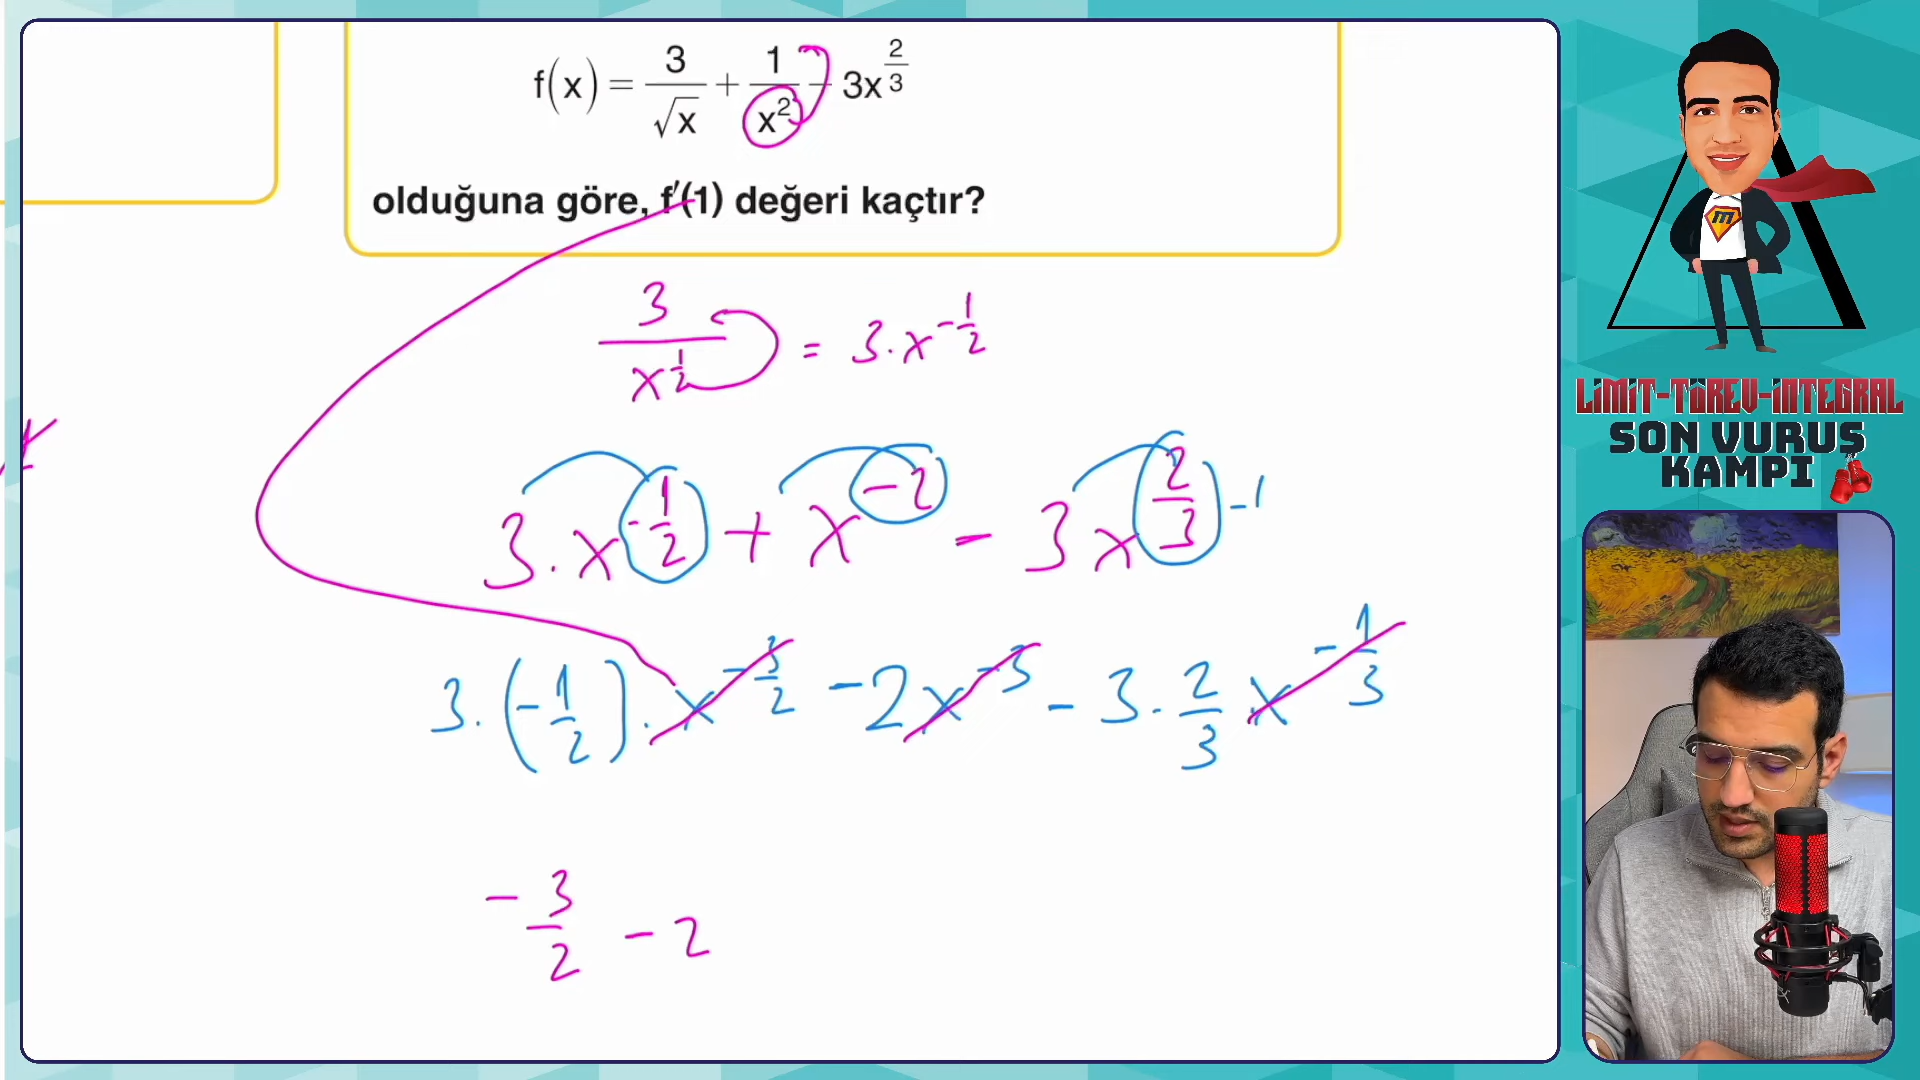 f(x) = 3/√x + 1/x² - 3x^(2/3)
olduğuna göre, f'(1) değeri kaçtır?
3/x^(1/2) = 3.x^(-1/2)
3.x^(-1/2) + x^(-2) - 3x^(2/3) -1
3.(-1/2).x^(-3/2) -2x^(-3) - 3.2/3 x^(-1/3)
-3/2 -2
m
LİMİT-TÜREV-İNTEGRAL
SON VURUŞ
KAMPI